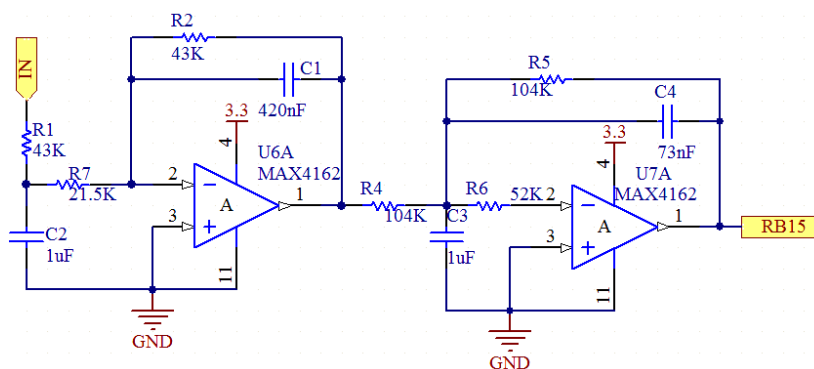 IN
R1
43K
R7
21.5K
C2
1uF
R2
43K
C1
420nF
3.3
4
U6A
MAX4162
2
3
A
1
11
GND
R4
104K
C3
1uF
R6
52K
R5
104K
C4
73nF
3.3
4
U7A
MAX4162
2
3
A
1
11
GND
RB15